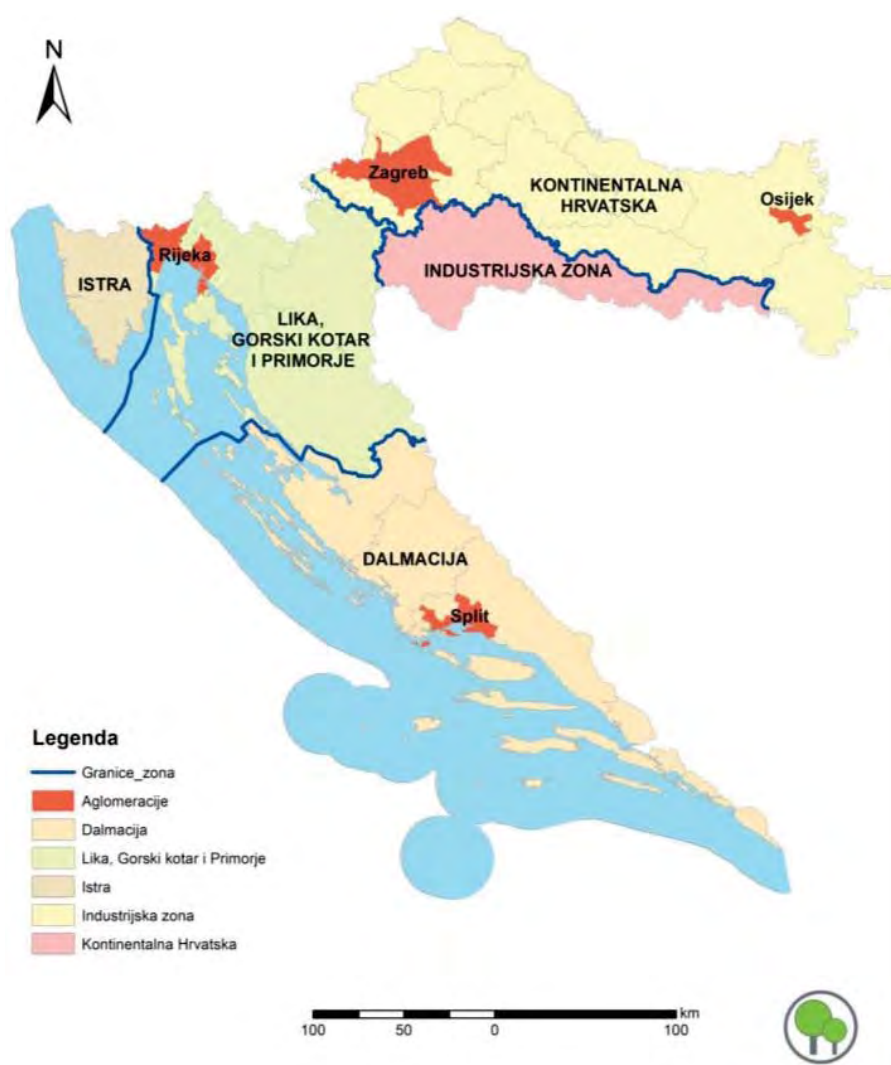 N
Zagreb
KONTINENTALNA
HRVATSKA
Osijek
Rijeka
ISTRA
INDUSTRIJSKA ZONA
LIKA,
GORSKI KOTAR
I PRIMORJE
DALMACIJA
Split
Legenda
Granice_zona
Aglomeracije
Dalmacija
Lika, Gorski kotar i Primorje
Istra
Industrijska zona
Kontinentalna Hrvatska
km
100 50 0 100